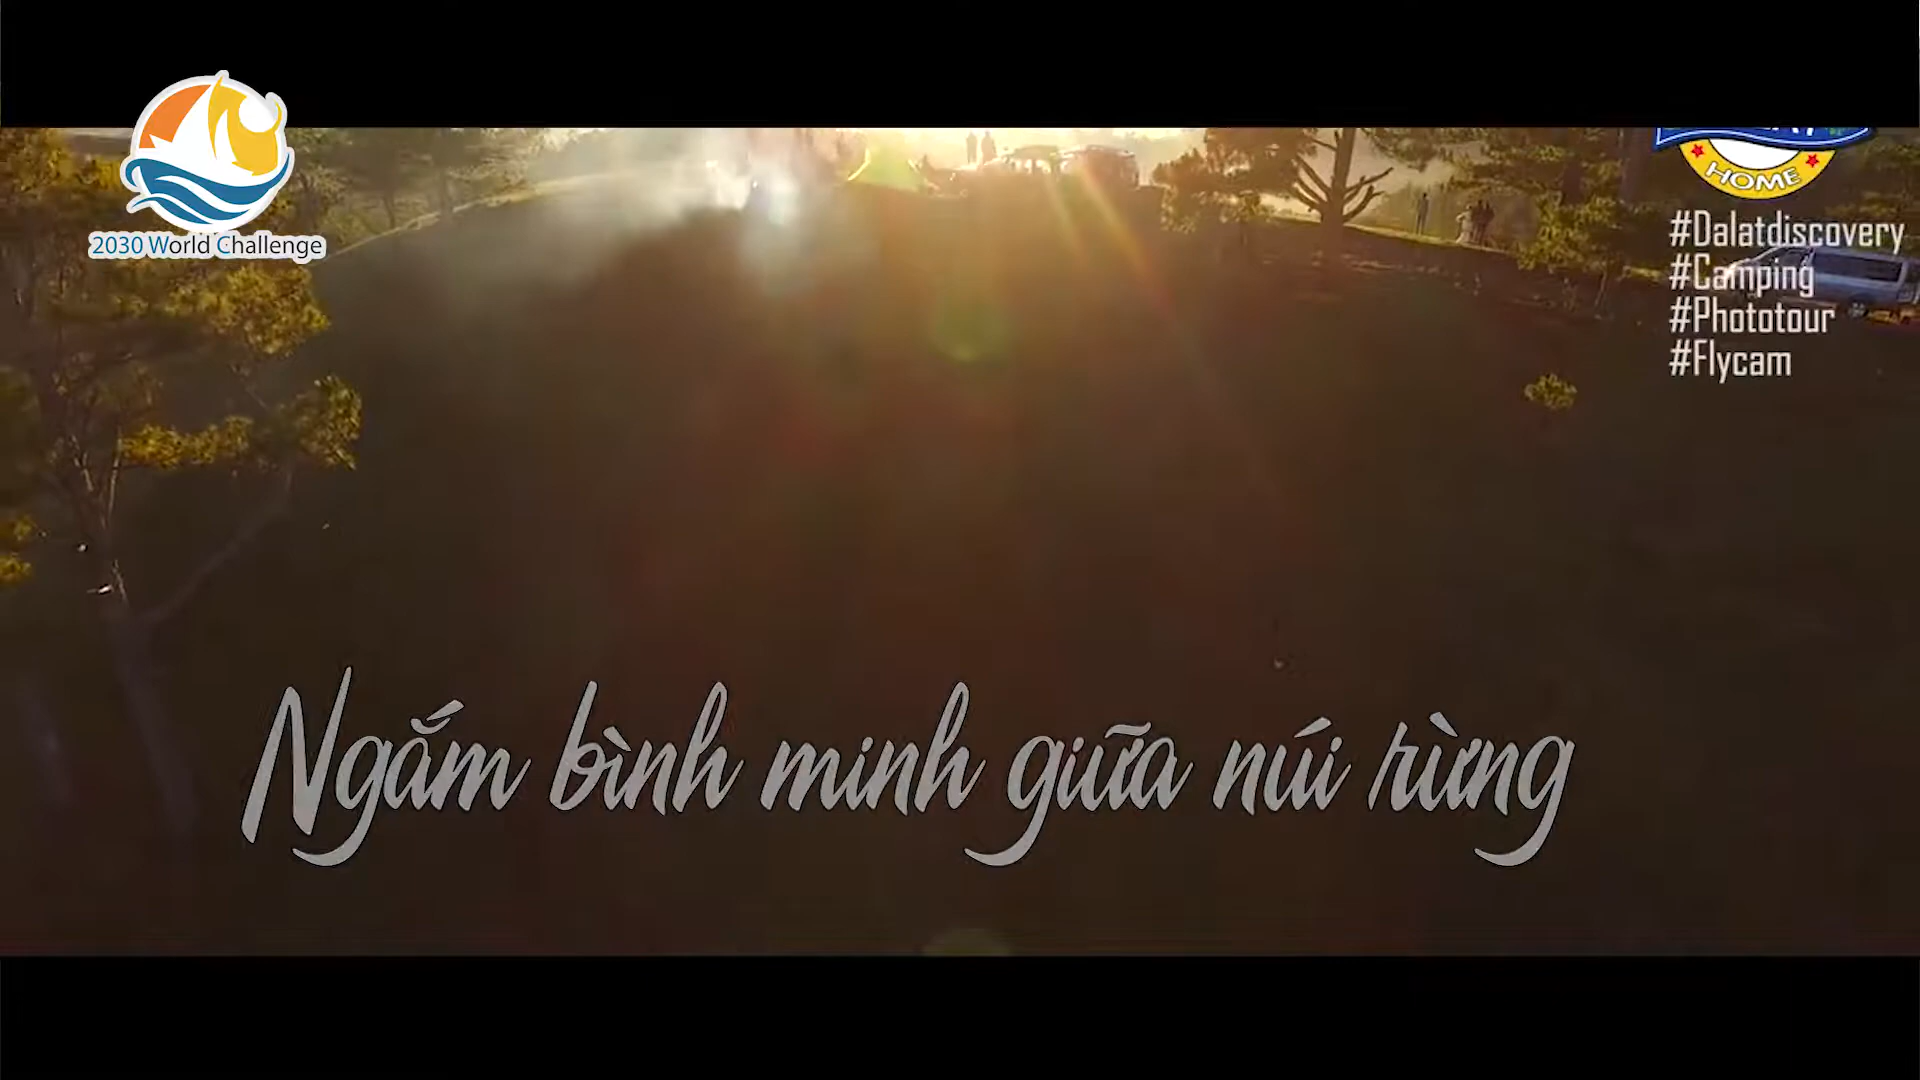 2030 World Challenge
HOME
#Dalatdiscovery
#Camping
#Phototour
#Flycam
Ngắm bình minh giữa núi rừng